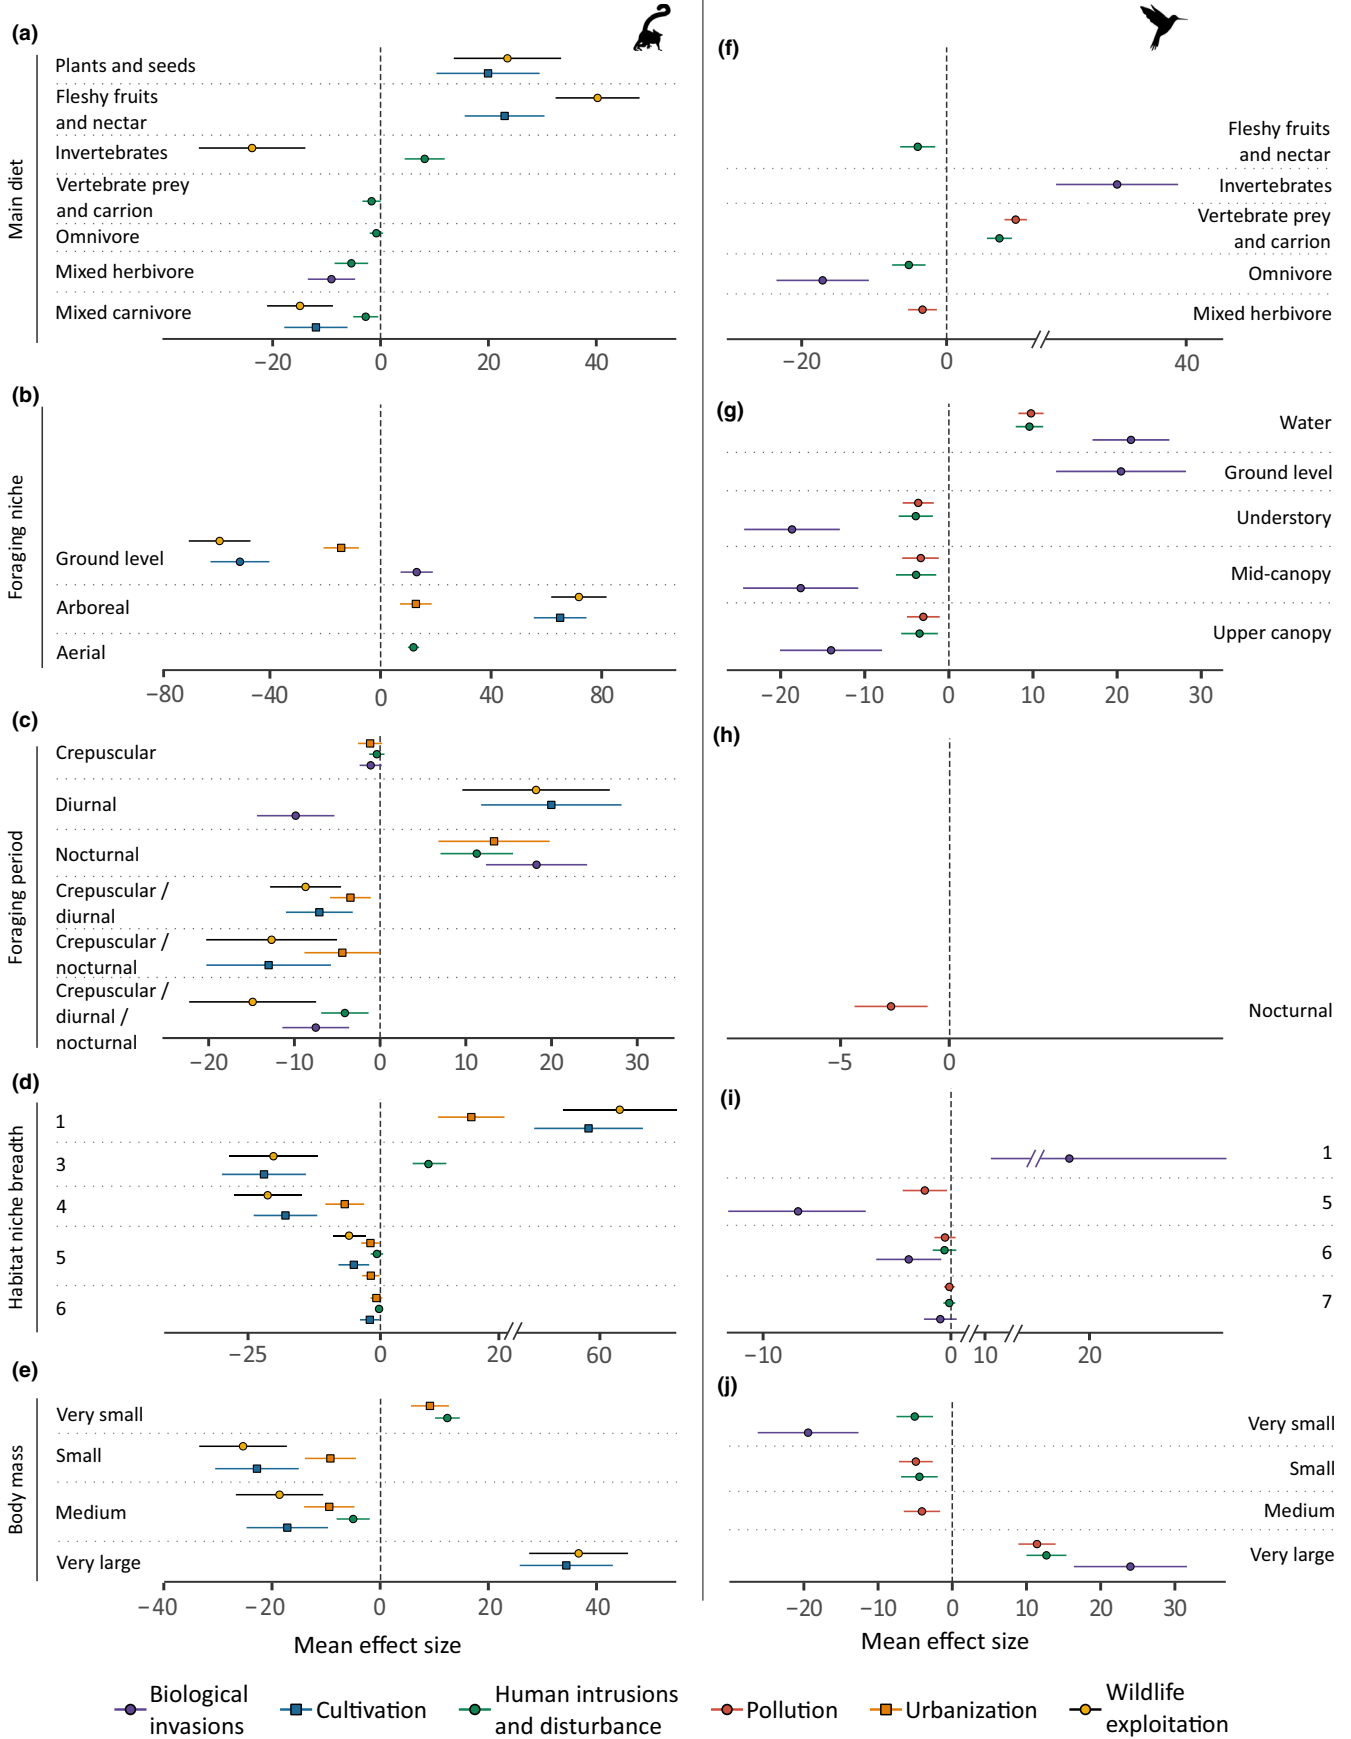 (a)
Main diet
Plants and seeds
Fleshy fruits
and nectar
Invertebrates
Vertebrate prey
and carrion
Omnivore
Mixed herbivore
Mixed carnivore
−20 0 20 40
(b)
Foraging niche
Ground level
Arboreal
Aerial
−80 −40 0 40 80
(c)
Foraging period
Crepuscular
Diurnal
Nocturnal
Crepuscular /
diurnal
Crepuscular /
nocturnal
Crepuscular /
diurnal /
nocturnal
−20 −10 0 10 20 30
(d)
Habitat niche breadth
1
3
4
5
6
−25 0 20 60
(e)
Body mass
Very small
Small
Medium
Very large
−40 −20 0 20 40
Mean effect size
(f)
Fleshy fruits
and nectar
Invertebrates
Vertebrate prey
and carrion
Omnivore
Mixed herbivore
−20 0 40
(g)
Water
Ground level
Understory
Mid-canopy
Upper canopy
−20 −10 0 10 20 30
(h)
Nocturnal
−5 0
(i)
1
5
6
7
−10 0 10 20
(j)
Very small
Small
Medium
Very large
−20 −10 0 10 20 30
Mean effect size
Biological
invasions
Cultivation
Human intrusions
and disturbance
Pollution
Urbanization
Wildlife
exploitation